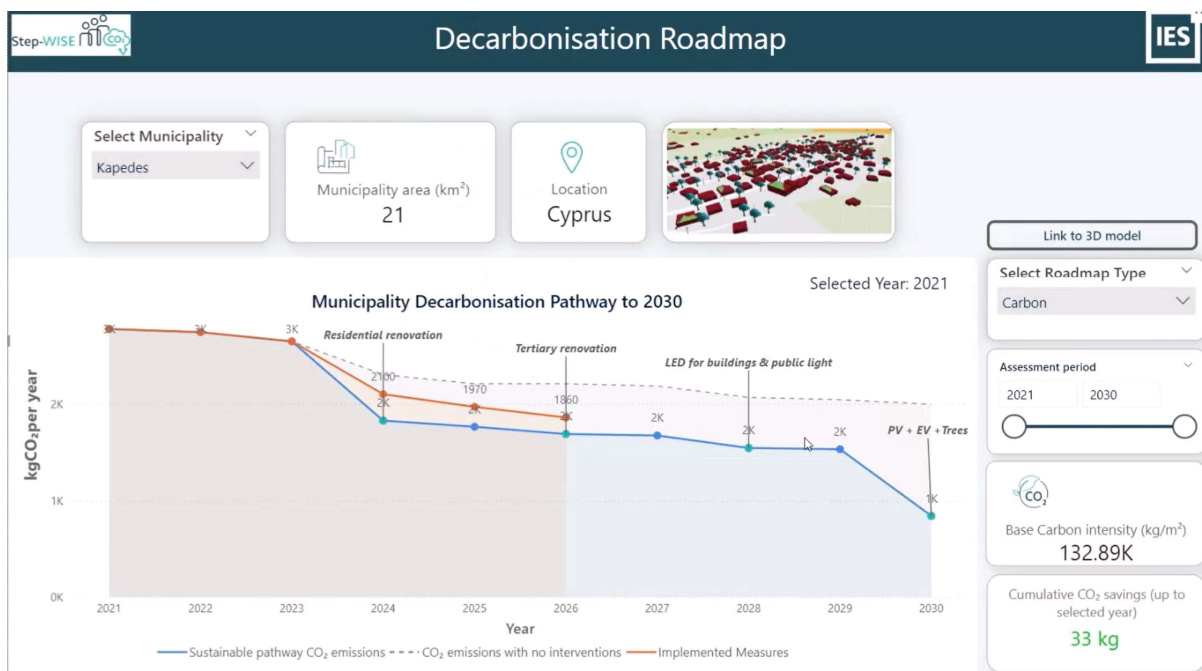 Step-WISE
CO₂
Decarbonisation Roadmap
IES
Select Municipality
Kapedes
Municipality area (km²)
21
Location
Cyprus
Link to 3D model
Select Roadmap Type
Carbon
Assessment period
2021 2030
CO₂
Base Carbon intensity (kg/m²)
132.89K
Cumulative CO₂ savings (up to
selected year)
33 kg
Selected Year: 2021
Municipality Decarbonisation Pathway to 2030
kgCO₂per year
2K
1K
0K
3K 3K 3K
Residential renovation
2100
2K
1970
2K
Tertiary renovation
1860
2K
2K
LED for buildings & public light
2K
2K
PV + EV +Trees
1K
2021 2022 2023 2024 2025 2026 2027 2028 2029 2030
Year
Sustainable pathway CO₂ emissions CO₂ emissions with no interventions Implemented Measures